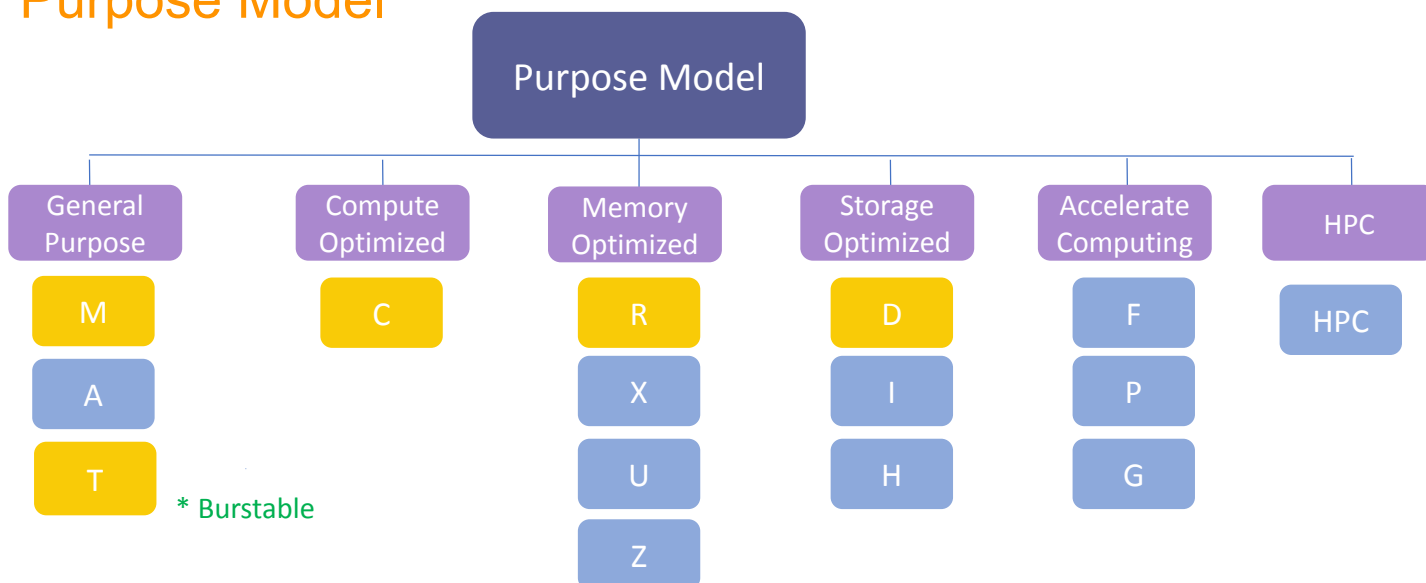 Purpose Model
Purpose Model
General
Purpose
Compute
Optimized
Memory
Optimized
Storage
Optimized
Accelerate
Computing
HPC
M
C
R
D
F
HPC
A
X
I
P
T
* Burstable
U
H
G
Z